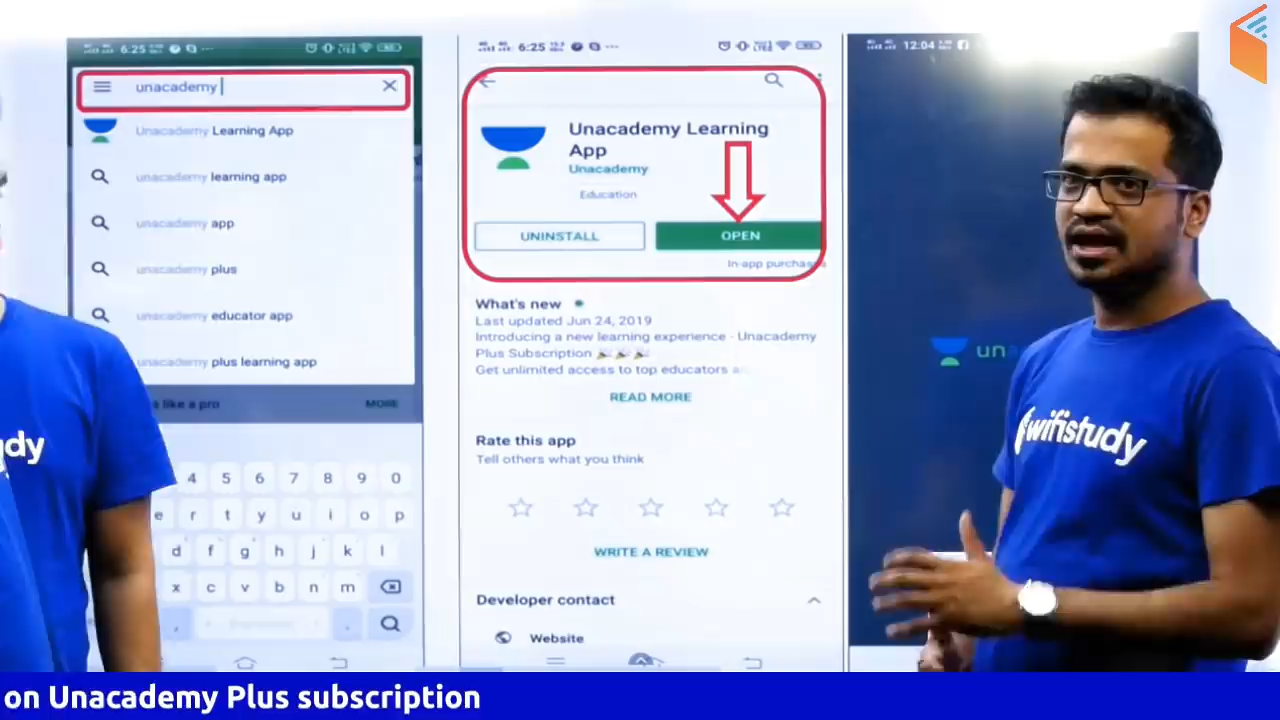 6:25
unacademy
Unacademy Learning App
unacademy learning app
unacademy app
unacademy plus
unacademy educator app
unacademy plus learning app
s like a pro
MORE
4 5 6 7 8 9 0
e r t y u i o p
d f g h j k l
x c v b n m
6:25
Unacademy Learning
App
Unacademy
Education
UNINSTALL
OPEN
In-app purchas
What's new
Last updated Jun 24, 2019
Introducing a new learning experience - Unacademy
Plus Subscription
Get unlimited access to top educators a
READ MORE
Rate this app
Tell others what you think
WRITE A REVIEW
Developer contact
Website
12:04
un
dy
wifistudy
on Unacademy Plus subscription